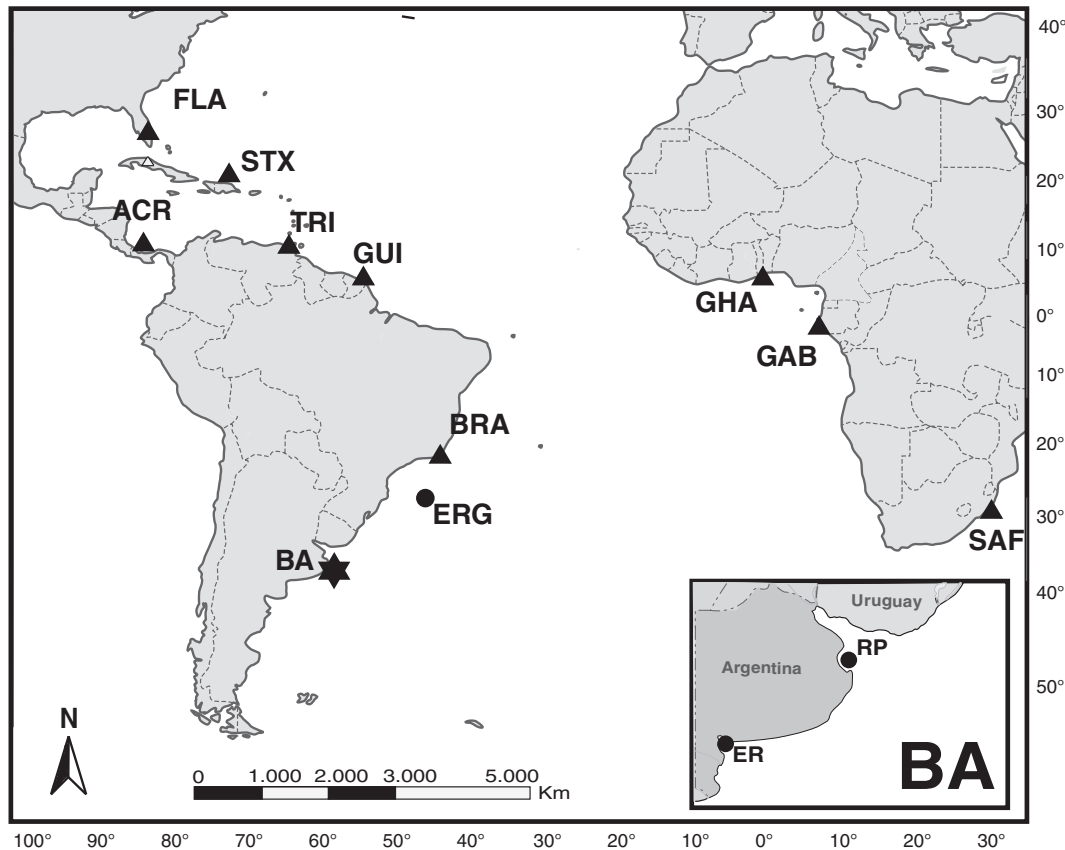 40°
FLA
30°
STX
20°
ACR
TRI
10°
GUI
GHA
0°
GAB
10°
BRA
20°
ERG
30°
SAF
BA
40°
Uruguay
RP
Argentina
50°
N
ER
BA
0 1.000 2.000 3.000 5.000
Km
100° 90° 80° 70° 60° 50° 40° 30° 20° 10° 0° 10° 20° 30°